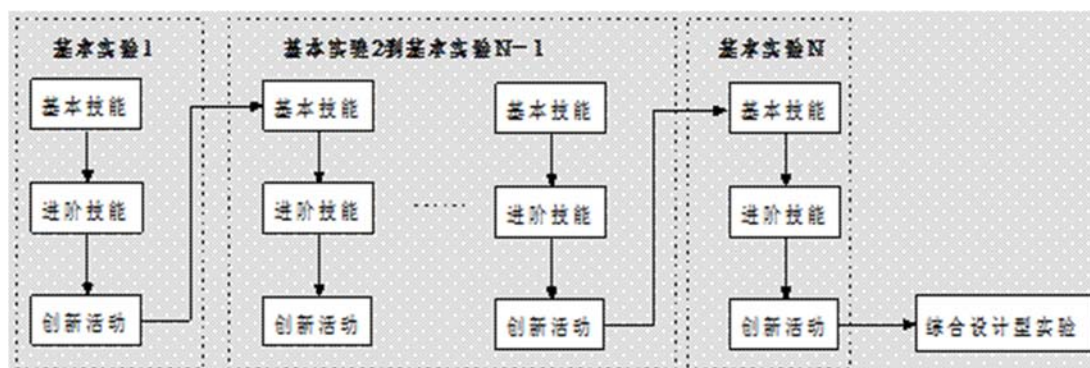 基本实验1
基本实验2到基本实验N-1
基本实验N
基本技能
基本技能
基本技能
基本技能
进阶技能
进阶技能
......
进阶技能
进阶技能
创新活动
创新活动
创新活动
创新活动
综合设计型实验